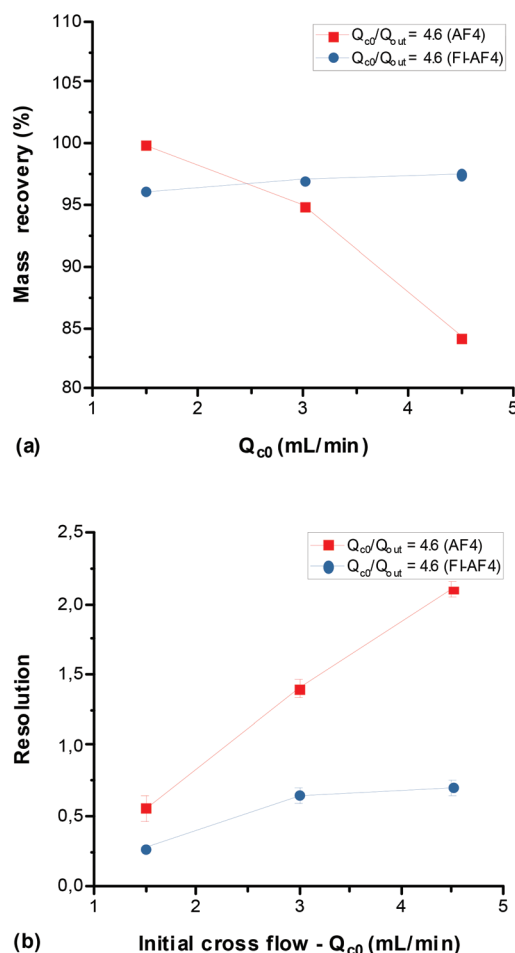 110
105
100
95
90
85
80
Mass recovery (%)
Qc0/Qout = 4.6 (AF4)
Qc0/Qout = 4.6 (FI-AF4)
1 2 3 4 5
(a) Qc0 (mL/min)
2,5
2,0
1,5
1,0
0,5
0,0
Resolution
Qc0/Qout = 4.6 (AF4)
Qc0/Qout = 4.6 (FI-AF4)
1 2 3 4 5
(b) Initial cross flow - Qc0 (mL/min)